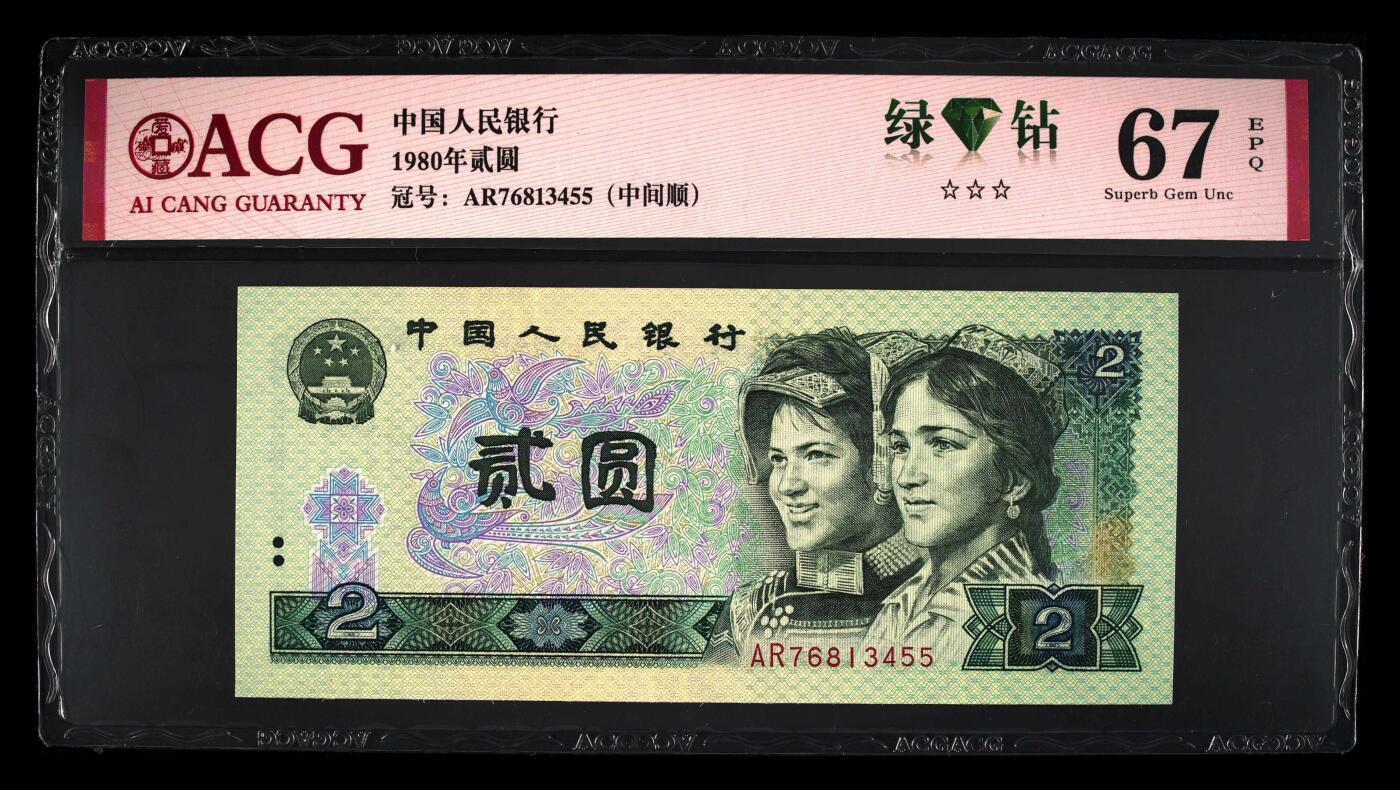 ACG
AI CANG GUARANTY
中国人民银行
1980年贰圆
冠号：AR76813455（中间顺）
绿钻
☆☆☆
67
EPQ
Superb Gem Unc
中国人民银行
2
贰圆
2
AR76813455
2